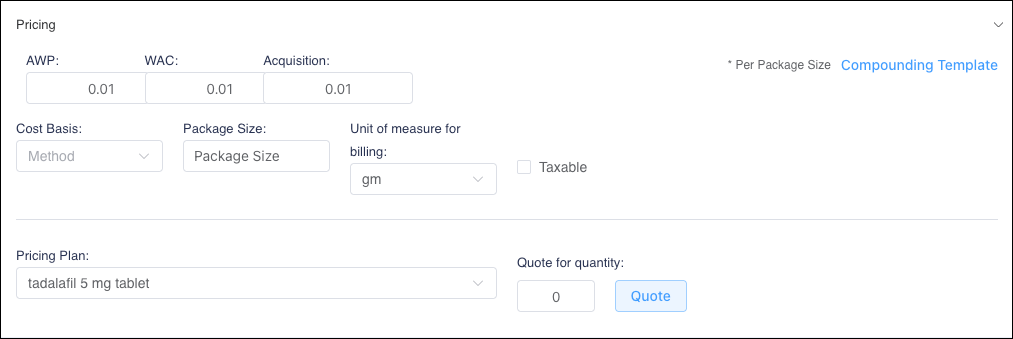 Pricing
AWP: WAC: Acquisition:
* Per Package Size Compounding Template
0.01 0.01 0.01
Cost Basis: Package Size: Unit of measure for
billing:
Method Package Size
gm Taxable
Pricing Plan:
Quote for quantity:
tadalafil 5 mg tablet
0 Quote